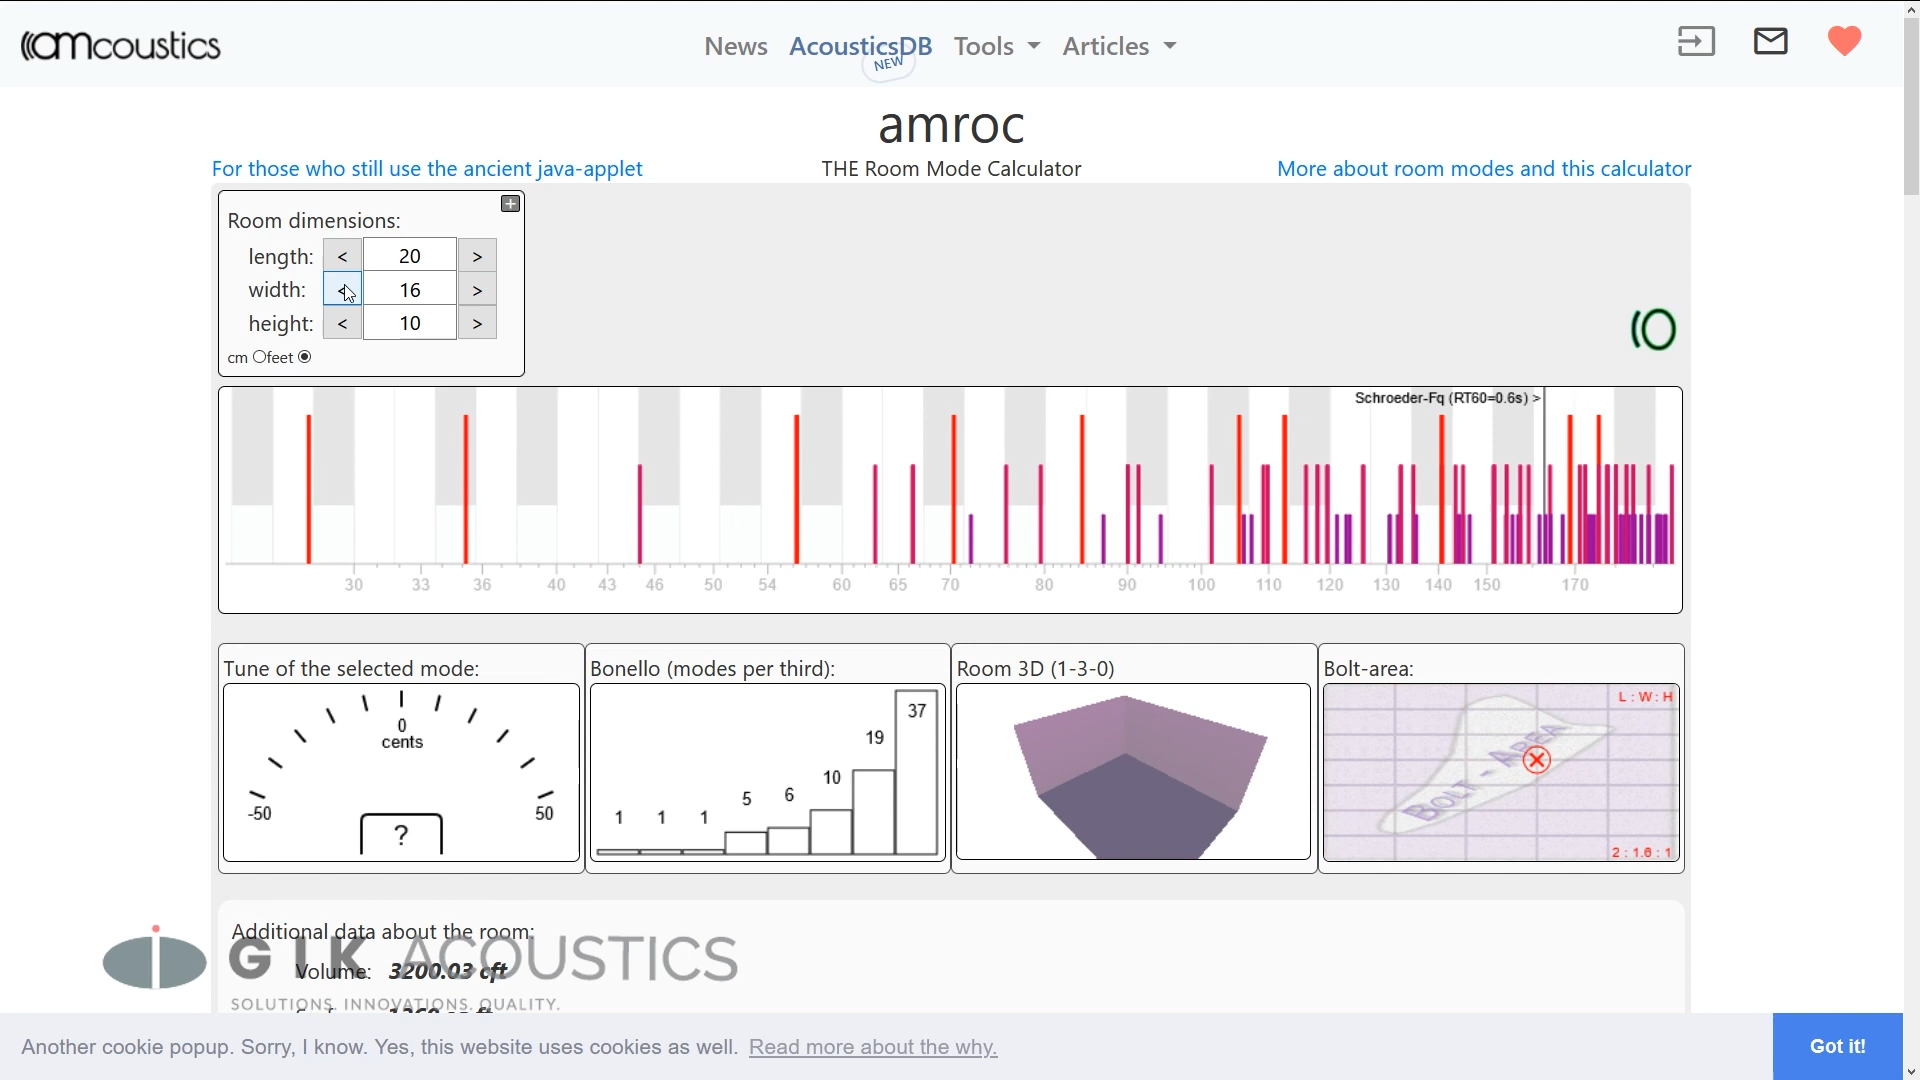 ((amcoustics
News AcousticsDB Tools Articles
NEW
amroc
For those who still use the ancient java-applet THE Room Mode Calculator More about room modes and this calculator
+
Room dimensions:
length: < 20 >
width: < 16 >
height: < 10 >
cm feet
(O
Schroeder-Fq (RT60=0.6s) >
30 33 36 40 43 46 50 54 60 65 70 80 90 100 110 120 130 140 150 170
Tune of the selected mode: Bonello (modes per third): Room 3D (1-3-0) Bolt-area:
0
cents
-50 50
?
1 1 1 5 6 10 19 37
L : W : H
BOLT - AREA
2 : 1.6 : 1
Additional data about the room:
GIK ACOUSTICS
Volume: 3200.03 cft
SOLUTIONS. INNOVATIONS. QUALITY.
Another cookie popup. Sorry, I know. Yes, this website uses cookies as well. Read more about the why. Got it!